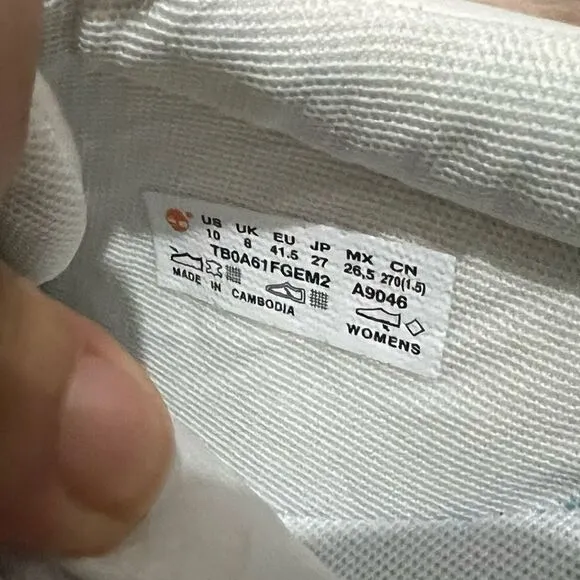 US UK EU JP MX CN
10 8 41.5 27 26,5 270(1.5)
TB0A61FGEM2 A9046
MADE IN CAMBODIA
WOMENS